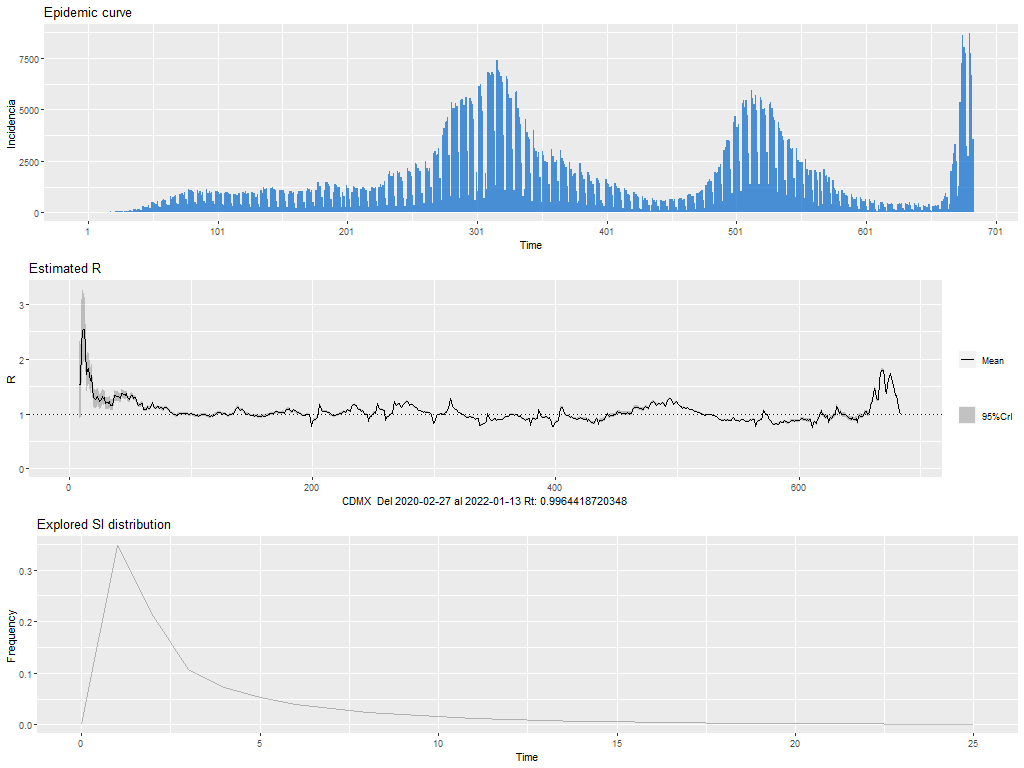 Epidemic curve
7500
5000
2500
0
Incidencia
1
101
201
301
401
501
601
701
Time
Estimated R
3
2
1
0
R
Mean
95%CrI
0
200
400
600
CDMX Del 2020-02-27 al 2022-01-13 Rt: 0.9964418720348
Explored SI distribution
0.3
0.2
0.1
0.0
Frequency
0
5
10
15
20
25
Time